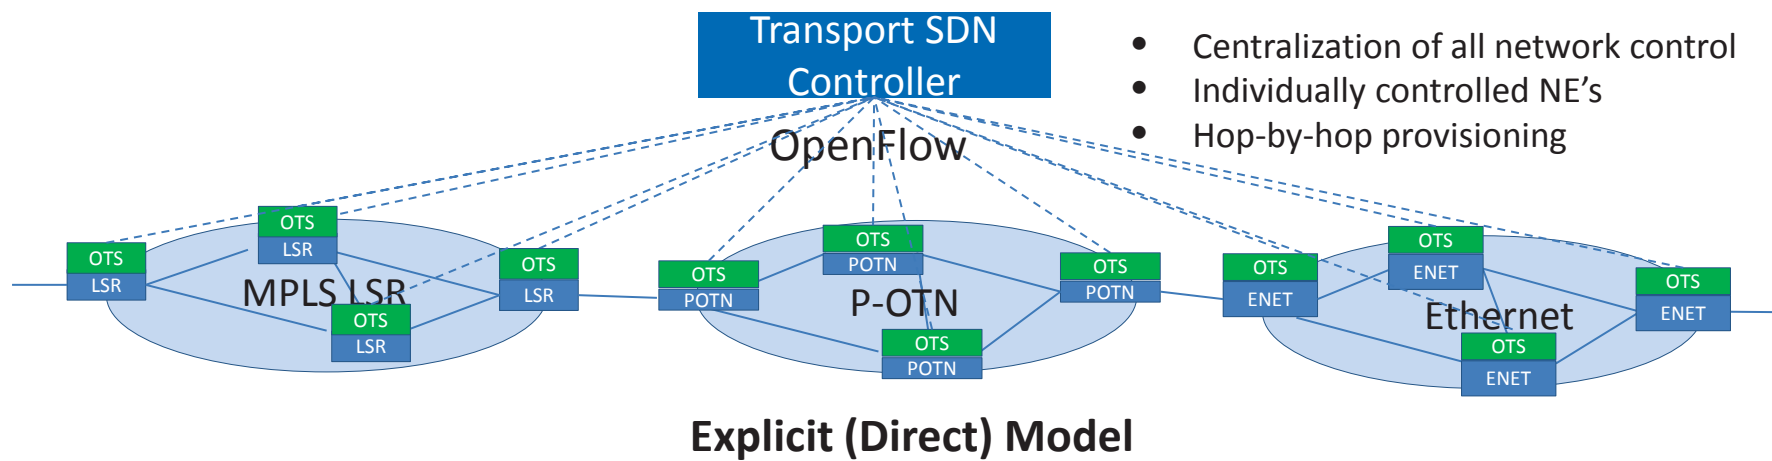 Transport SDN
Controller
• Centralization of all network control
• Individually controlled NE's
• Hop-by-hop provisioning
OpenFlow
OTS
LSR
OTS
LSR
MPLS LSR
OTS
LSR
OTS
LSR
OTS
POTN
OTS
POTN
P-OTN
OTS
POTN
OTS
POTN
OTS
ENET
OTS
ENET
Ethernet
OTS
ENET
OTS
ENET
Explicit (Direct) Model